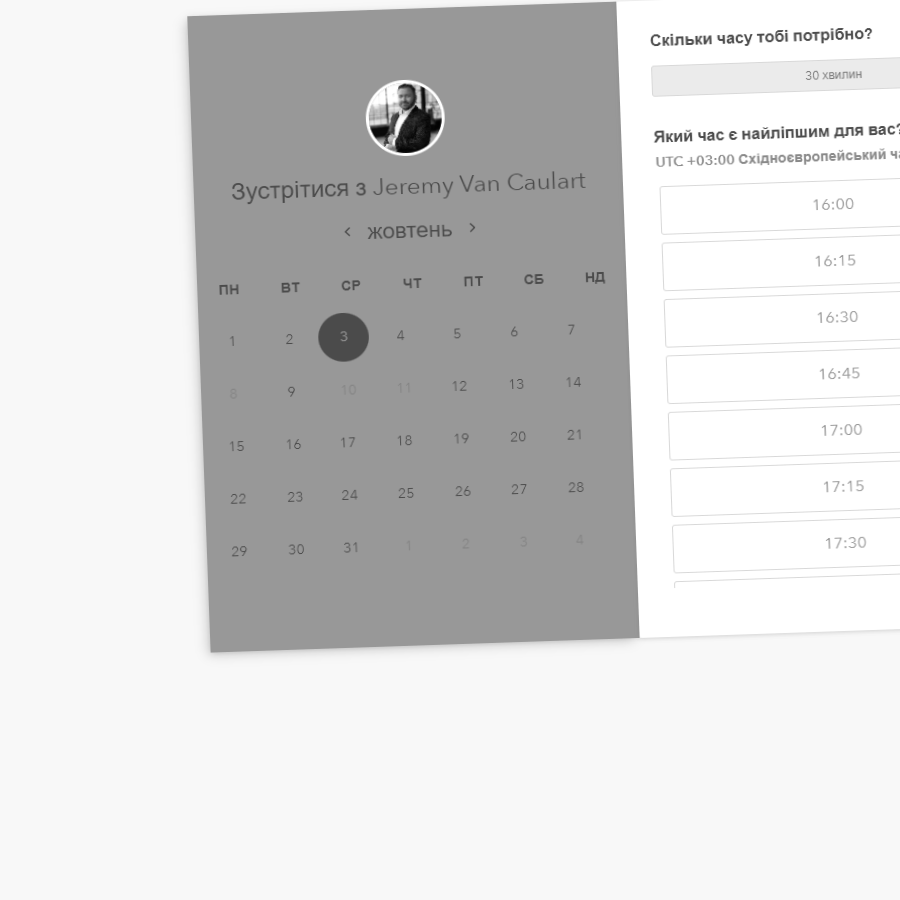 Зустрітися з Jeremy Van Caulart
‹ жовтень ›
ПН ВТ СР ЧТ ПТ СБ НД
1 2 3 4 5 6 7
8 9 10 11 12 13 14
15 16 17 18 19 20 21
22 23 24 25 26 27 28
29 30 31 1 2 3 4
Скільки часу тобі потрібно?
30 хвилин
Який час є найліпшим для вас?
UTC +03:00 Східноєвропейський
16:00
16:15
16:30
16:45
17:00
17:15
17:30